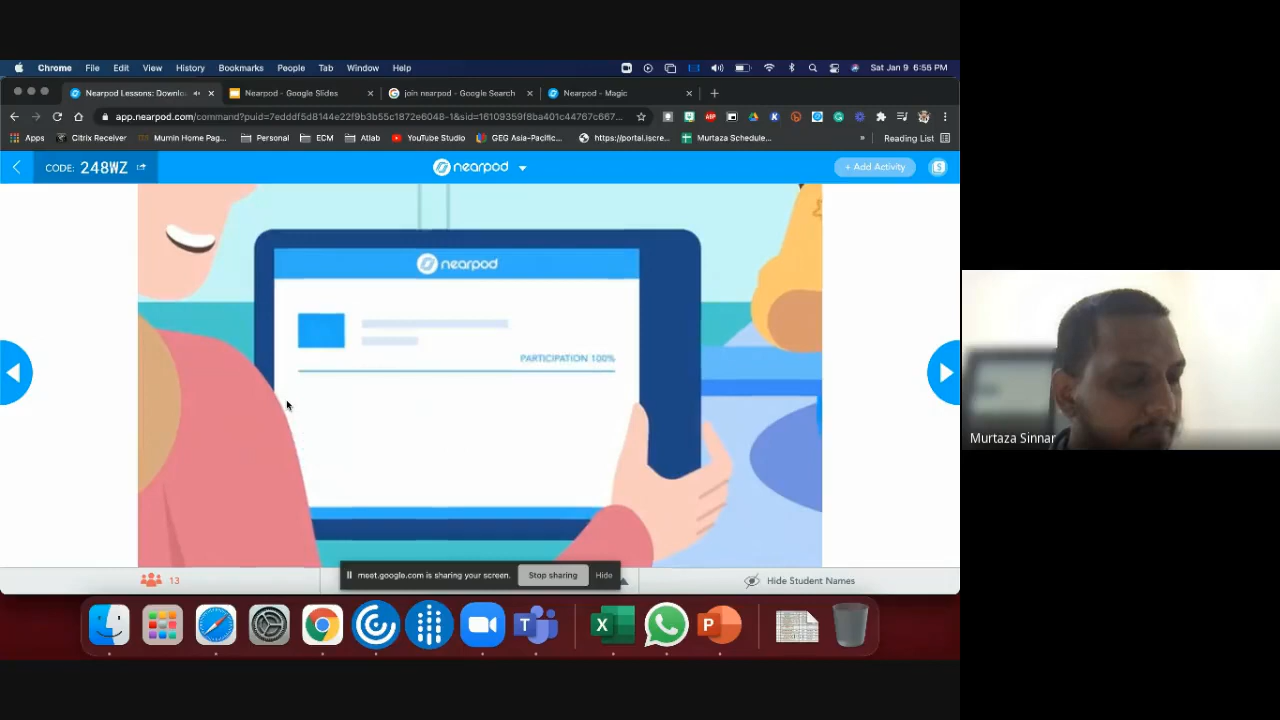 Chrome File Edit View History Bookmarks People Tab Window Help Sat Jan 9 6:55 PM
Nearpod Lessons: Downlo Nearpod - Google Slides join nearpod - Google Search Nearpod - Magic
app.nearpod.com/command?puid=7edddf5d8144e22f9b3b55c1872e6048-1&sid=16109359f8ba401c44767c667...
Apps Citrix Receiver Mumin Home Pag... Personal ECM Atlab YouTube Studio GEG Asia-Pacific... https://portal.iscre... Murtaza Schedule... » Reading List
CODE: 248WZ nearpod + Add Activity
nearpod
PARTICIPATION 100%
Murtaza Sinnar
13 meet.google.com is sharing your screen. Stop sharing Hide Hide Student Names